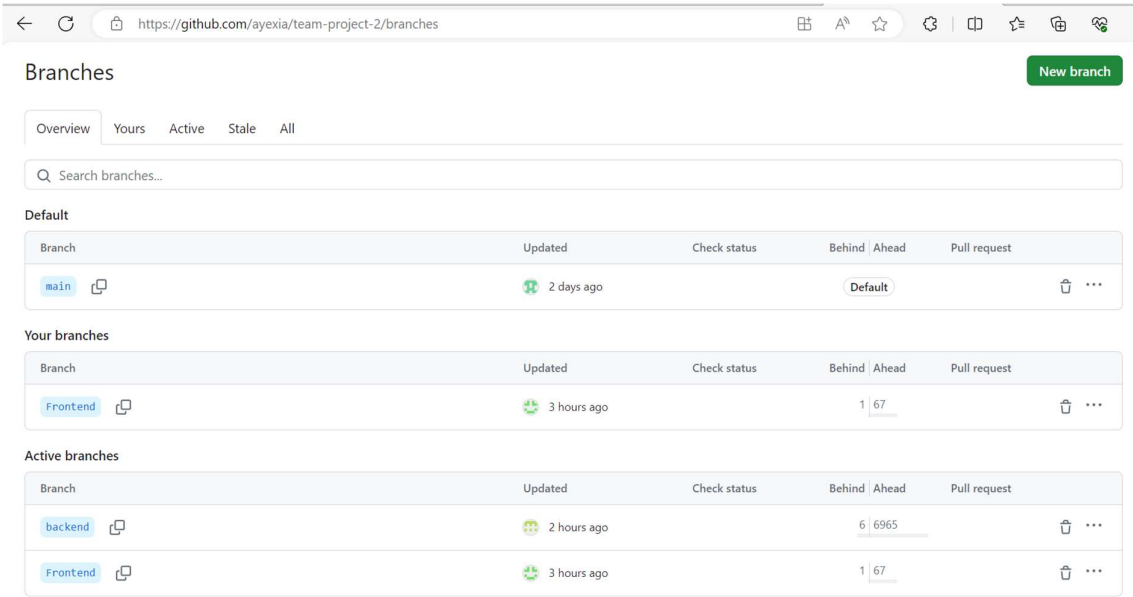 https://github.com/ayexia/team-project-2/branches
Branches
New branch
Overview Yours Active Stale All
Search branches...
Default
Branch Updated Check status Behind Ahead Pull request
main 2 days ago Default
Your branches
Branch Updated Check status Behind Ahead Pull request
Frontend 3 hours ago 1 67
Active branches
Branch Updated Check status Behind Ahead Pull request
backend 2 hours ago 6 6965
Frontend 3 hours ago 1 67